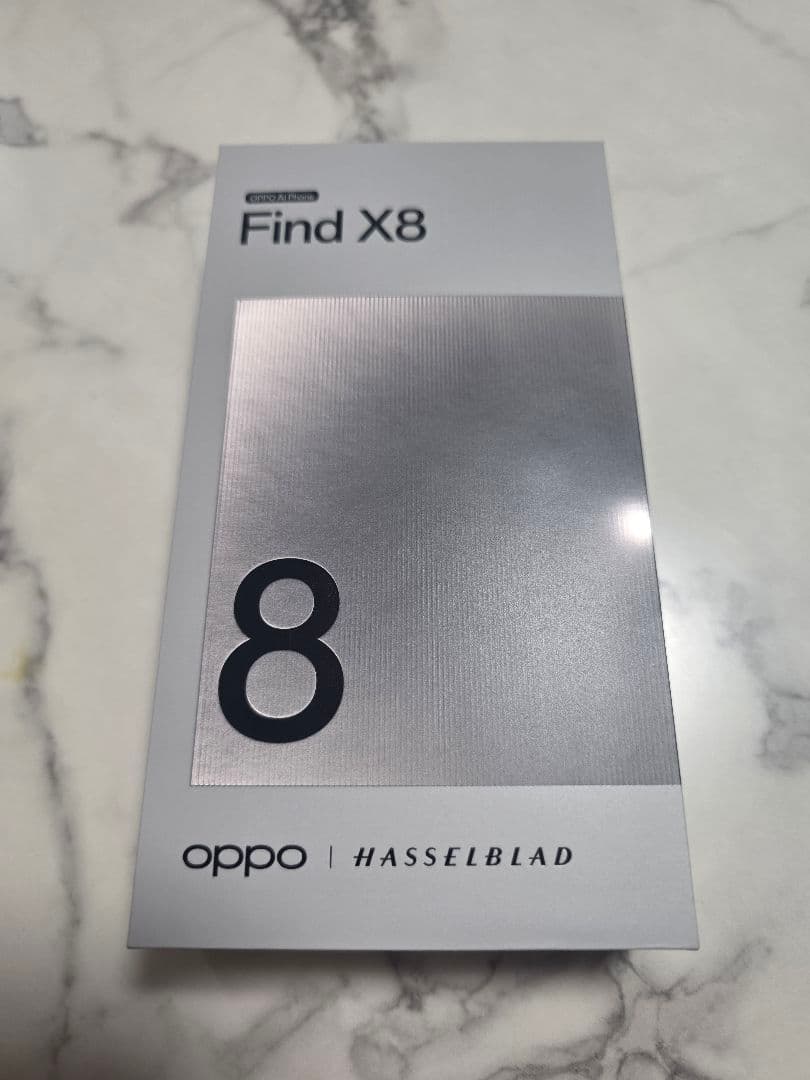 OPPO AI Phone
Find X8
8
oppo | HASSELBLAD